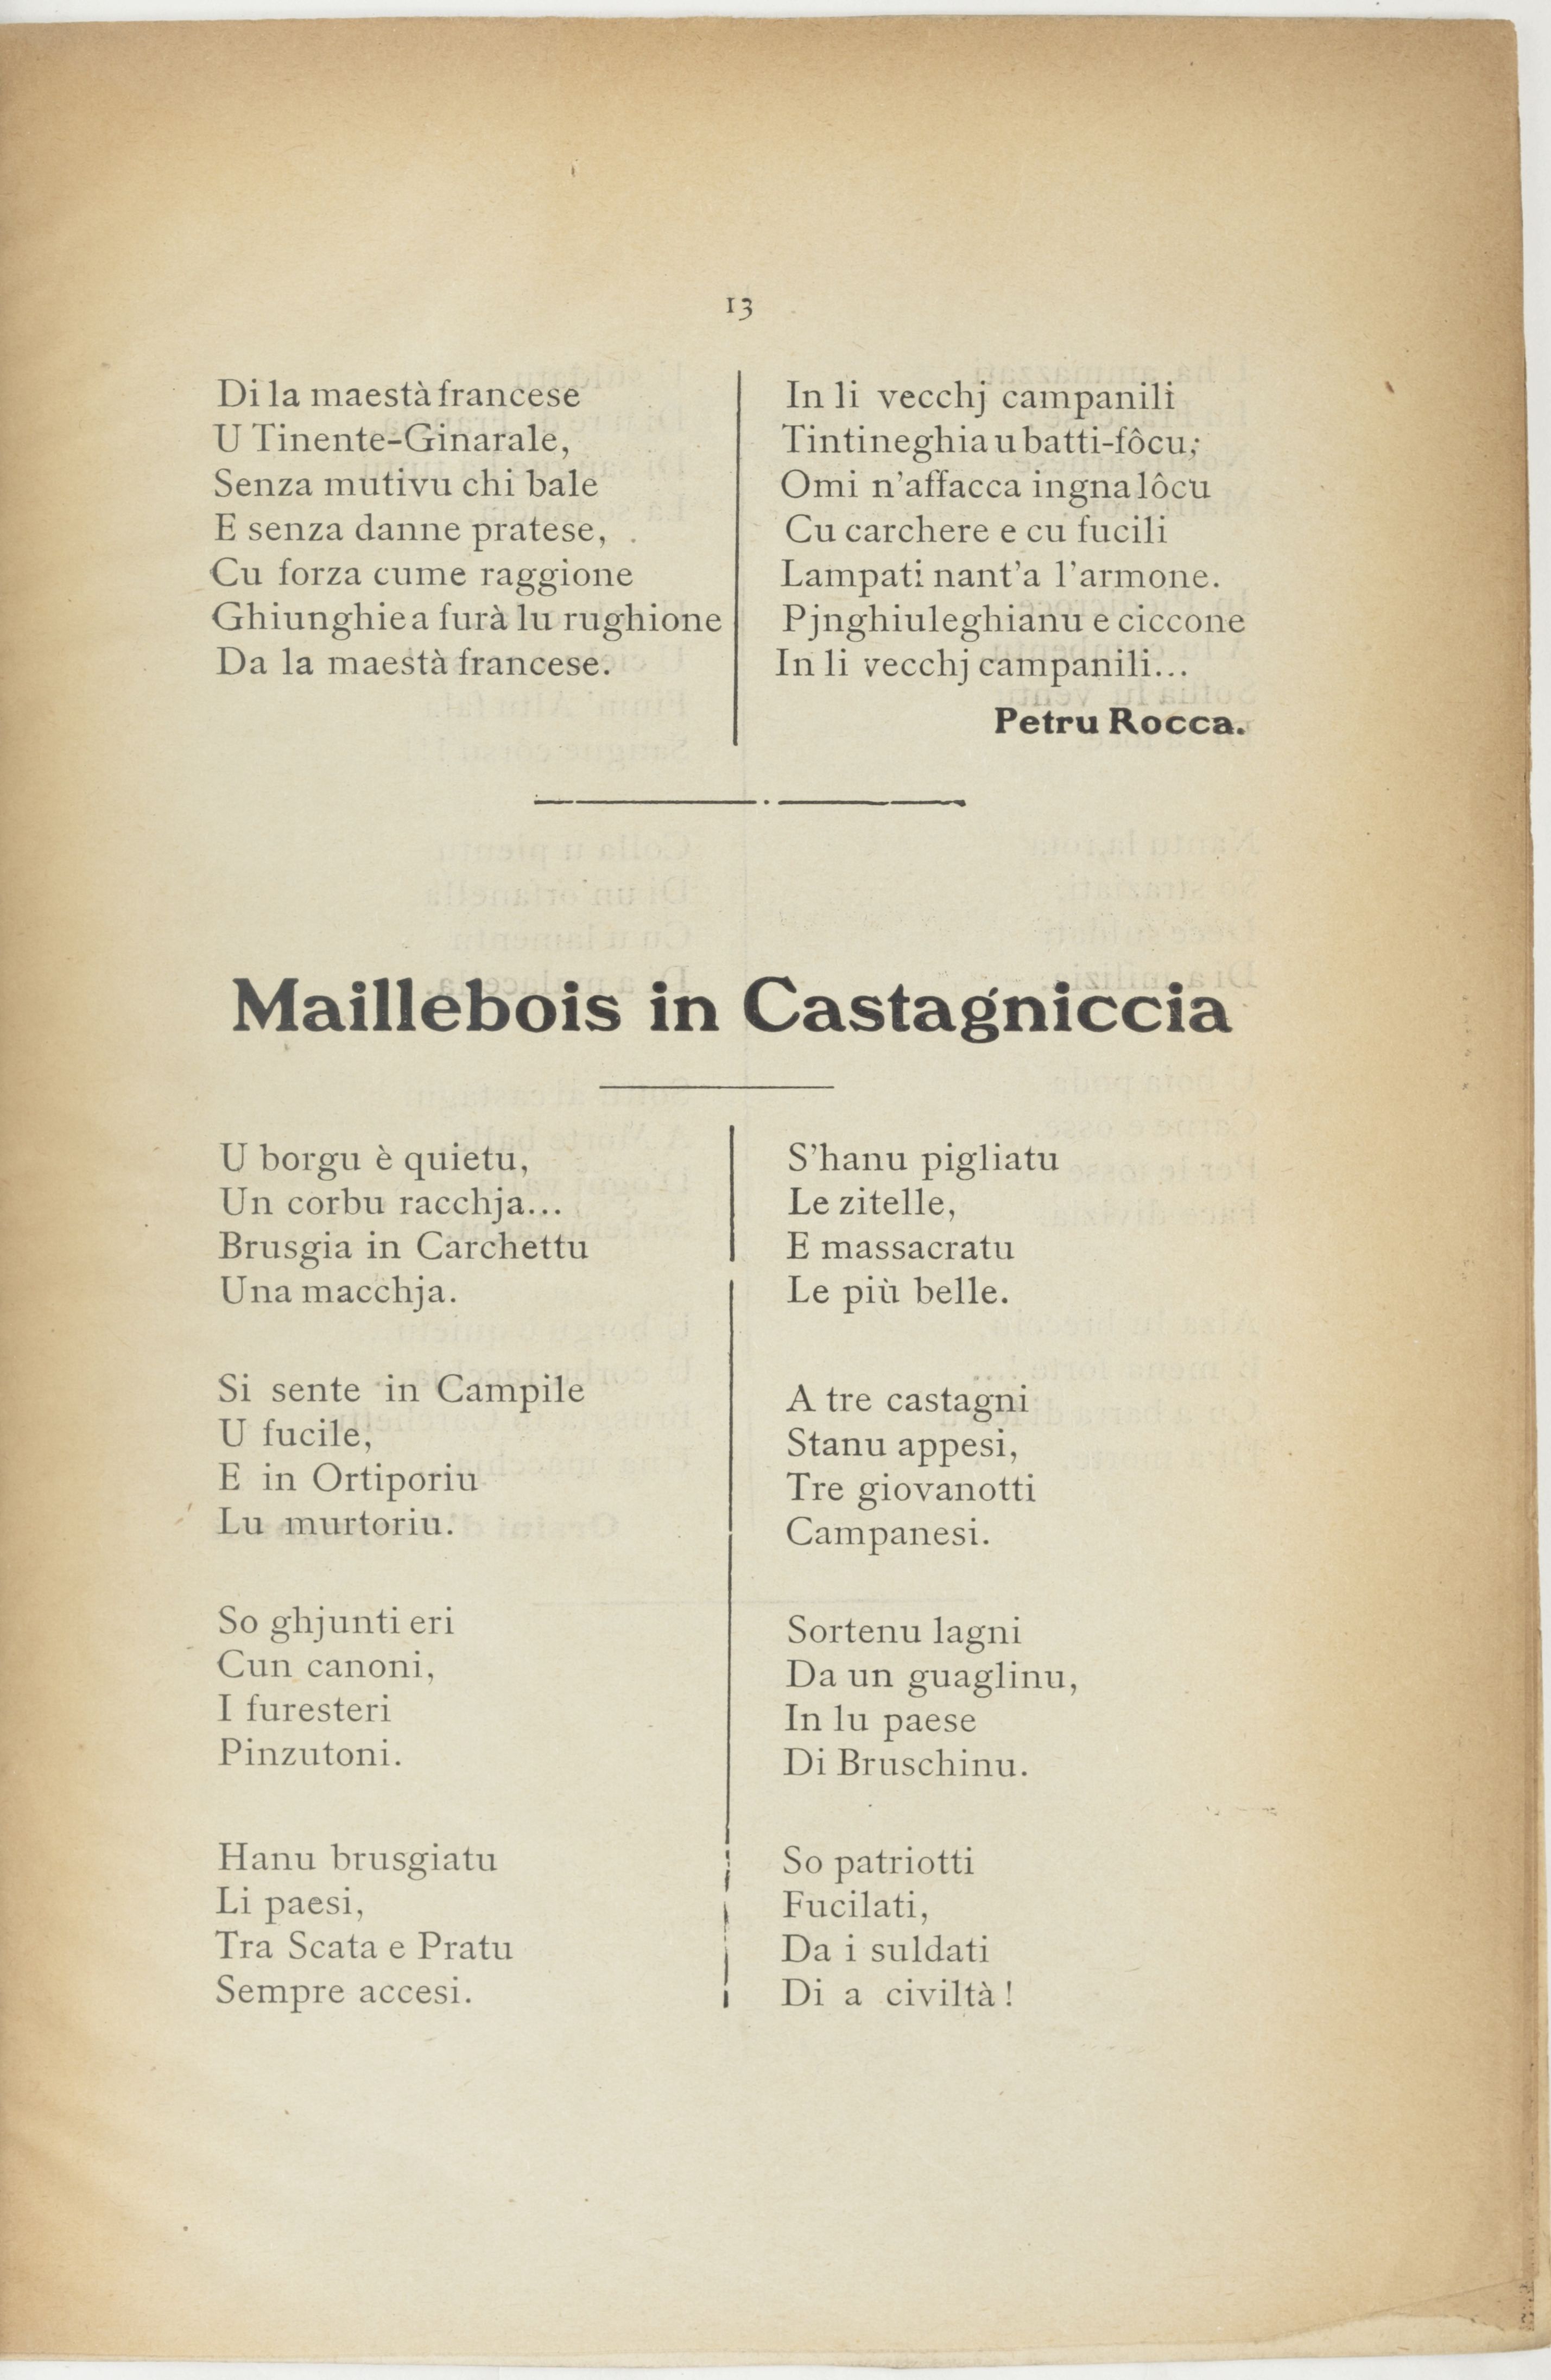 13
Di la maestà francese
U Tinente-Ginarale,
Senza mutivu chi bale
E senza danne pratese,
Cu forza cume raggione
Ghiunghie a furà lu rughione
Da la maestà francese.
In li vecchj campanili
Tintineghia u batti-fôcu;
Omi n'affacca ingna lôcu
Cu carchere e cu fucili
Lampati nant'a l'armone.
Pjnghiuleghianu e ciccone
In li vecchj campanili...
Petru Rocca.
Maillebois in Castagniccia
U borgu è quietu,
Un corbu racchja...
Brusgia in Carchettu
Una macchja.
Si sente in Campile
U fucile,
E in Ortiporiu
Lu murtoriu.
So ghjunti eri
Cun canoni,
I furesteri
Pinzutoni.
Hanu brusgiatu
Li paesi,
Tra Scata e Pratu
Sempre accesi.
S'hanu pigliatu
Le zitelle,
E massacratu
Le più belle.
A tre castagni
Stanu appesi,
Tre giovanotti
Campanesi.
Sortenu lagni
Da un guaglinu,
In lu paese
Di Bruschinu.
So patriotti
Fucilati,
Da i suldati
Di a civiltà !